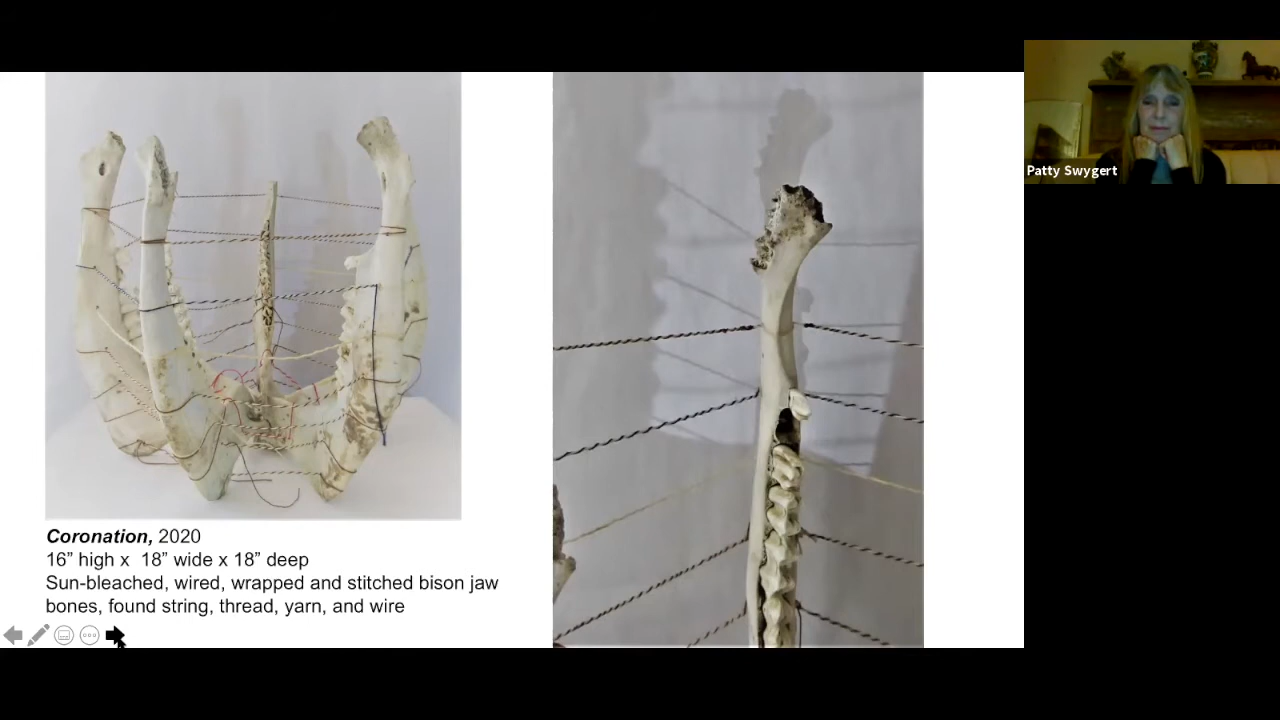 Patty Swygert
Coronation, 2020
16” high x 18” wide x 18” deep
Sun-bleached, wired, wrapped and stitched bison jaw
bones, found string, thread, yarn, and wire